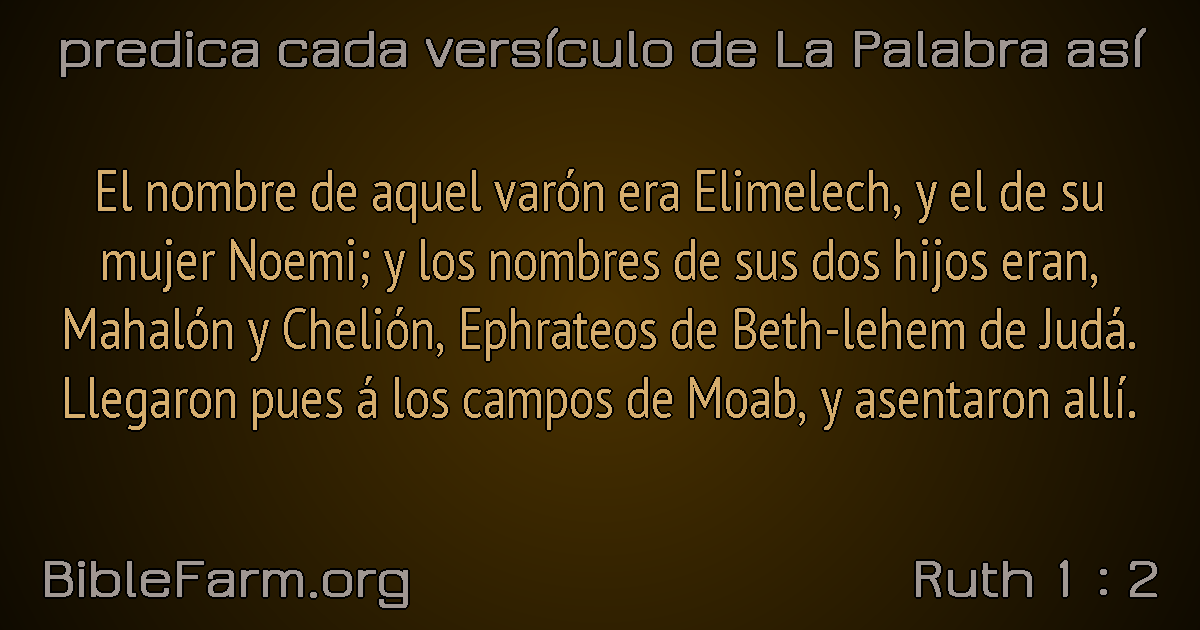 predica cada versículo de La Palabra así
El nombre de aquel varón era Elimelech, y el de su
mujer Noemi; y los nombres de sus dos hijos eran,
Mahalón y Chelión, Ephrateos de Beth-lehem de Judá.
Llegaron pues á los campos de Moab, y asentaron allí.
BibleFarm.org
Ruth 1 : 2